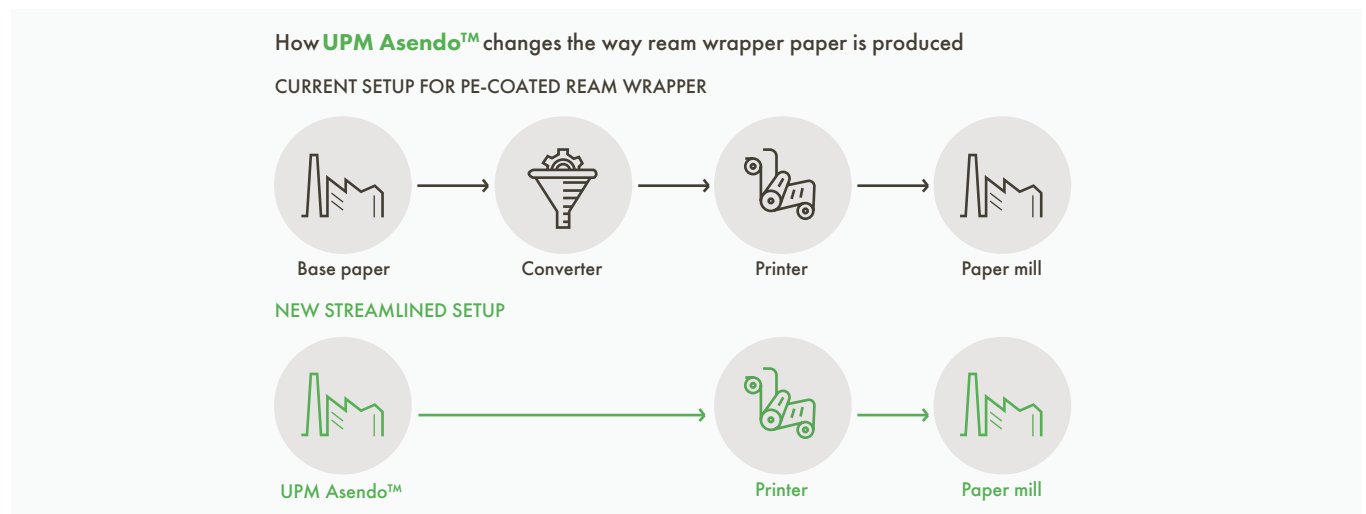 How UPM Asendo™ changes the way ream wrapper paper is produced
CURRENT SETUP FOR PE-COATED REAM WRAPPER
Base paper
Converter
Printer
Paper mill
NEW STREAMLINED SETUP
UPM Asendo™
Printer
Paper mill